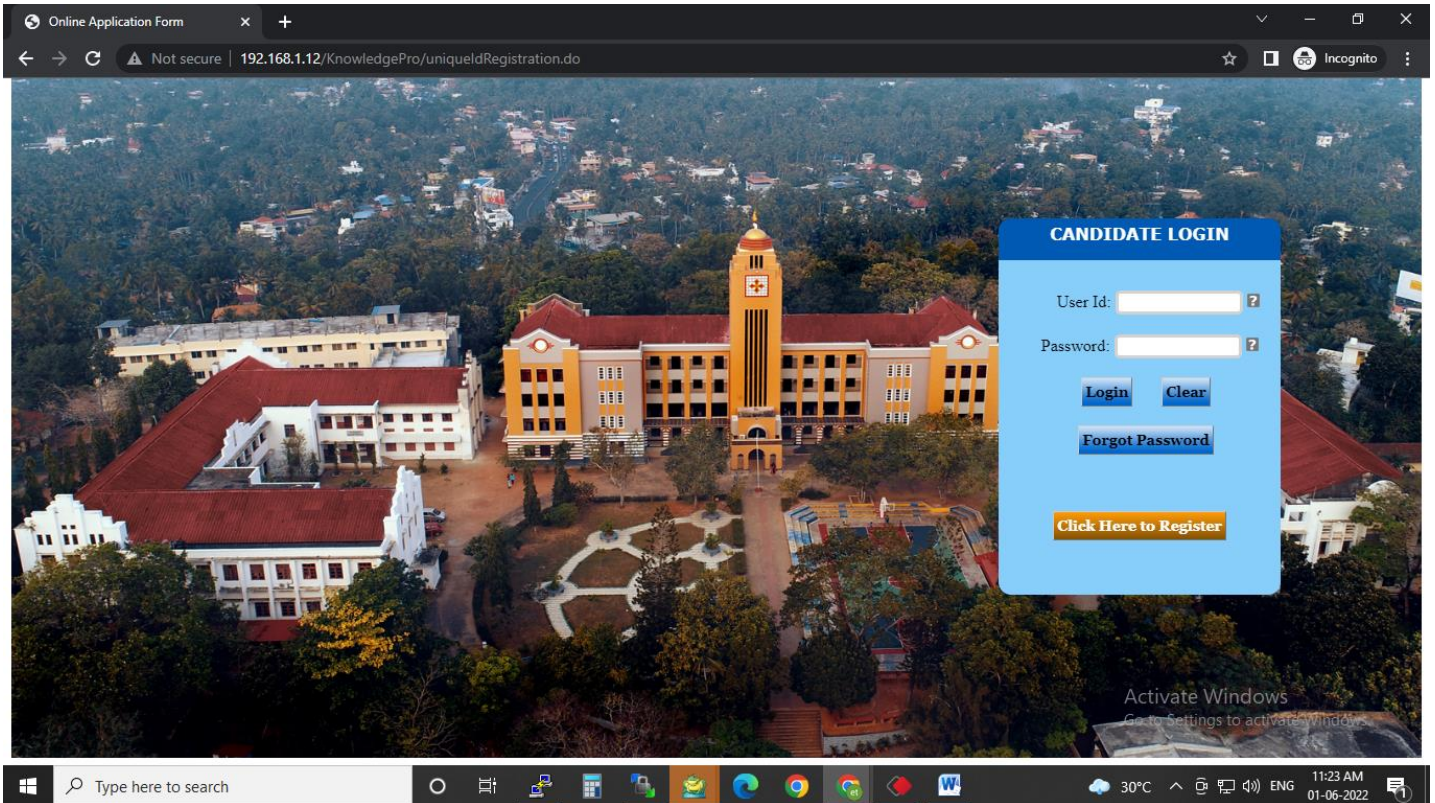 Online Application Form
Not secure | 192.168.1.12/KnowledgePro/uniqueIdRegistration.do
Incognito
CANDIDATE LOGIN
User Id:
Password:
Login Clear
Forgot Password
Click Here to Register
Activate Windows
Go to Settings to activate Windows.
Type here to search
30°C
ENG
11:23 AM
01-06-2022